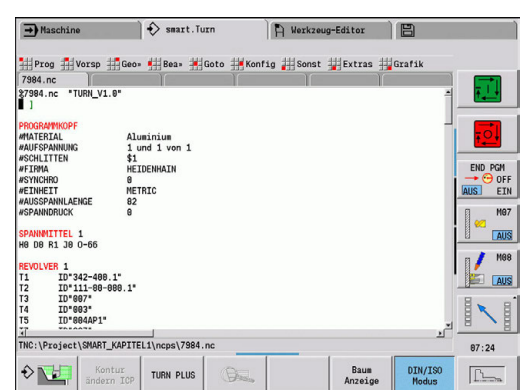 Maschine
smart.Turn
Werkzeug-Editor
Prog Vorsp Geo» Bea» Goto Konfig Sonst Extras Grafik
7984.nc
%7984.nc "TURN_V1.0"
]
PROGRAMMKOPF
#MATERIAL Aluminium
#AUFSPANNUNG 1 und 1 von 1
#SCHLITTEN $1
#FIRMA HEIDENHAIN
#SYNCHRO 0
#EINHEIT METRIC
#AUSSPANNLAENGE 82
#SPANNDRUCK 0
SPANNMITTEL 1
H0 D0 R1 J0 O-66
REVOLVER 1
T1 ID"342-400.1"
T2 ID"111-80-080.1"
T3 ID"007"
T4 ID"003"
T5 ID"004AP1"
TNC:\Project\SMART_KAPITEL1\ncps\7984.nc
END PGM
OFF
AUS EIN
M07
AUS
M08
AUS
07:24
Kontur ändern ICP
TURN PLUS
Baum Anzeige
DIN/ISO Modus